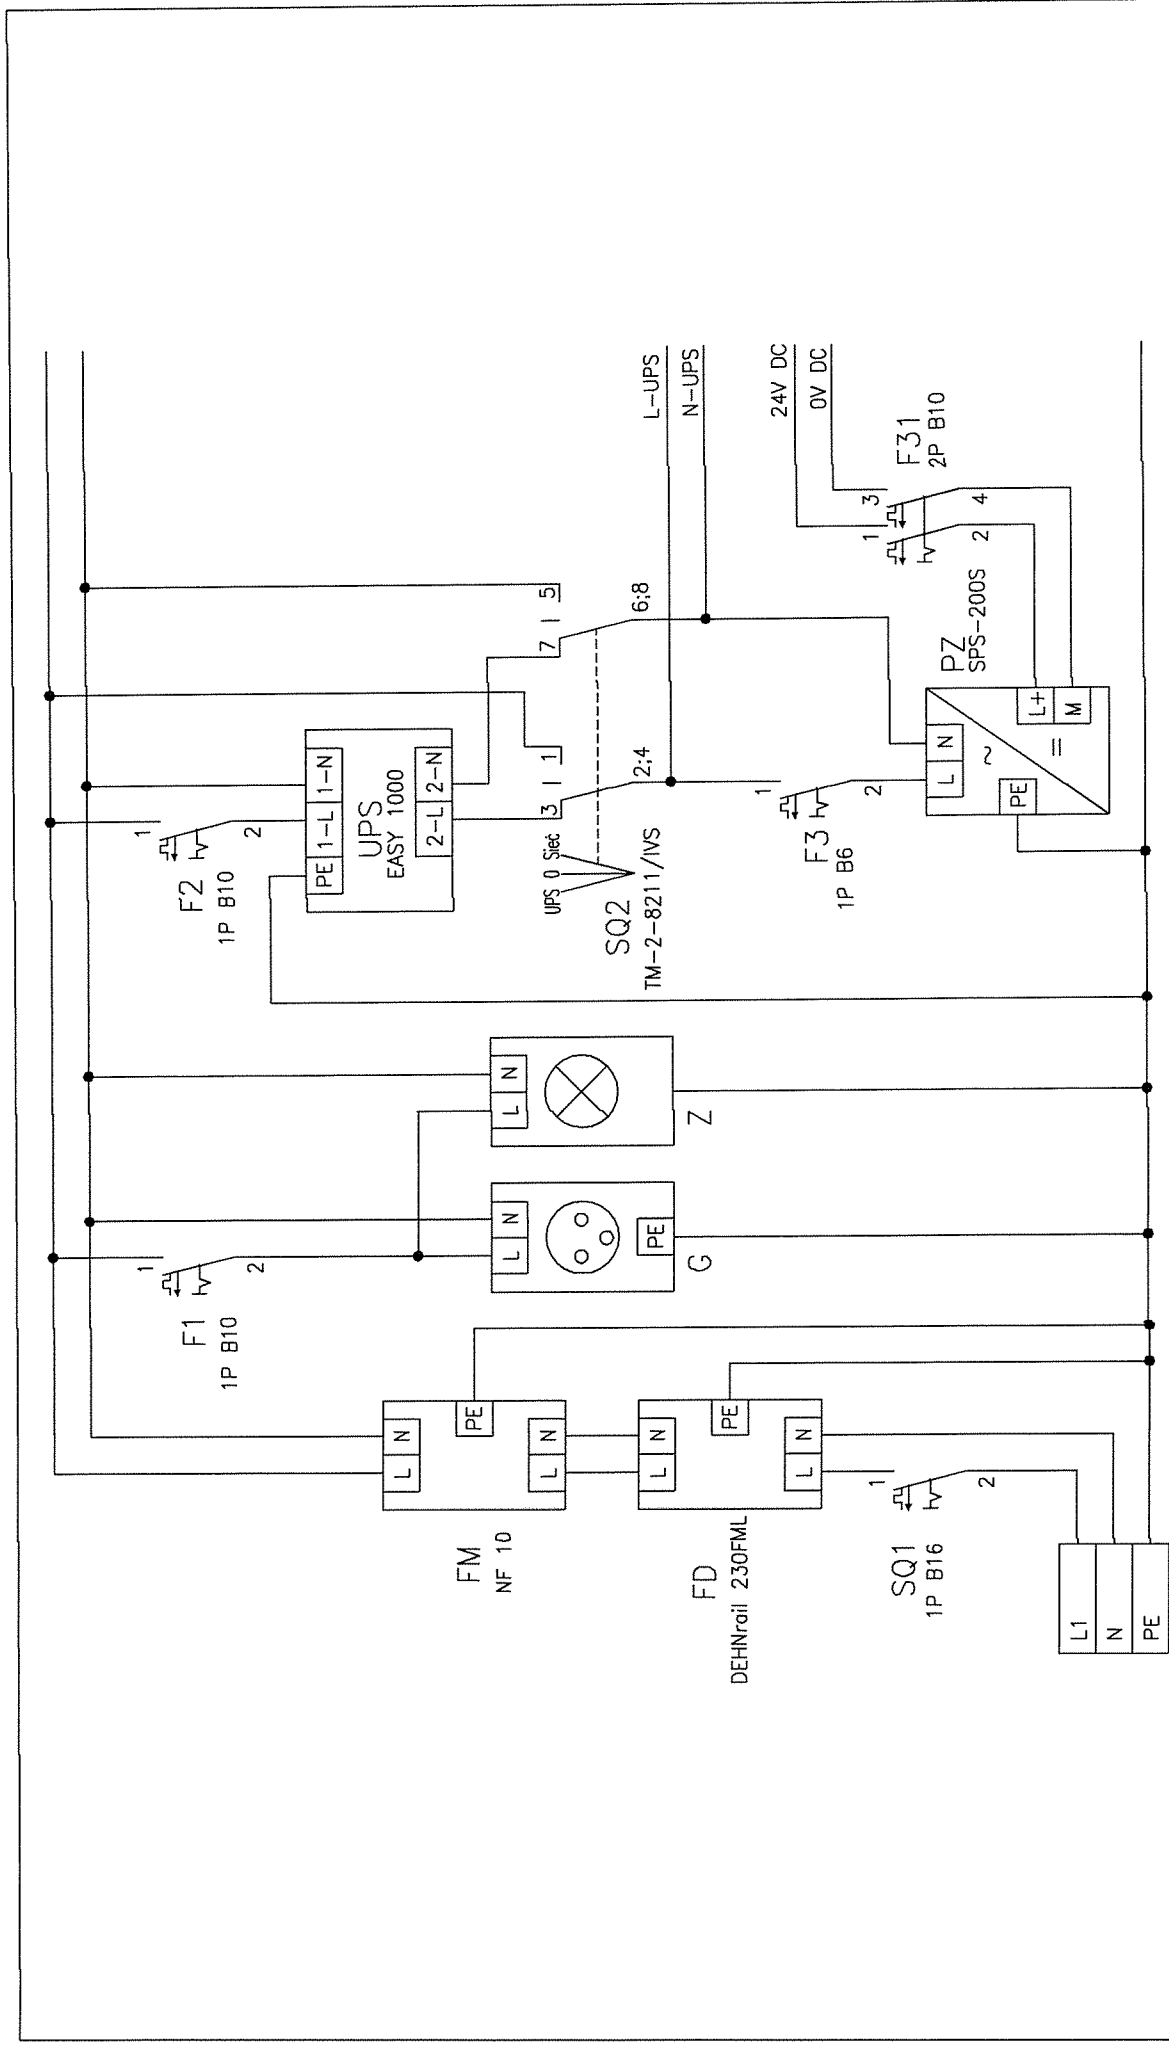 L1
N
PE
SQ1
1P B16
1
2
FD
DEHNrail 230FML
L
N
PE
L
N
FM
NF 10
L
N
PE
L
N
F1
1P B10
1
2
G
L
N
PE
Z
L
N
F2
1P B10
1
2
UPS
EASY 1000
PE
1-L
1-N
2-L
2-N
UPS 0 Sieć
SQ2
TM-2-8211/IVS
3
1
2;4
7
5
6;8
F3
1P B6
1
2
PZ
SPS-200S
L
N
PE
~
=
L+
M
F31
2P B10
1
3
2
4
L-UPS
N-UPS
24V DC
0V DC